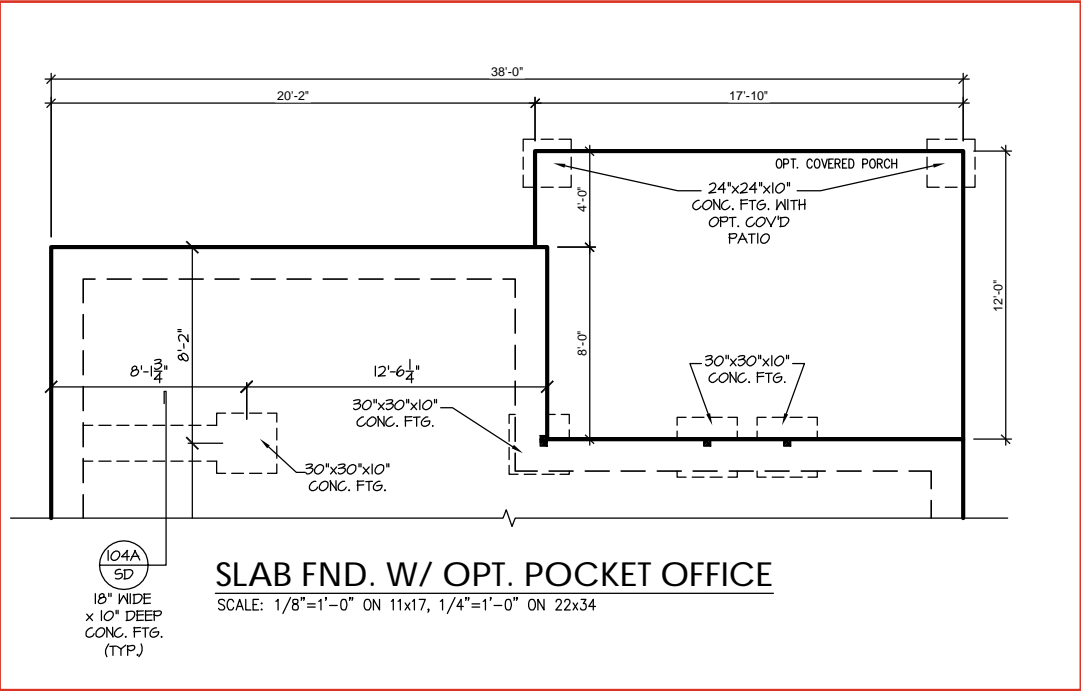 38'-0"
20'-2"
17'-10"
OPT. COVERED PORCH
24"x24"x10"
CONC. FTG. WITH
OPT. COV'D
PATIO
4'-0"
12'-0"
8'-0"
8'-2"
8'-1 3/4"
12'-6 1/4"
30"x30"x10"
CONC. FTG.
30"x30"x10"
CONC. FTG.
30"x30"x10"
CONC. FTG.
104A
SD
18" WIDE
x 10" DEEP
CONC. FTG.
(TYP.)
SLAB FND. W/ OPT. POCKET OFFICE
SCALE: 1/8"=1'-0" ON 11x17, 1/4"=1'-0" ON 22x34